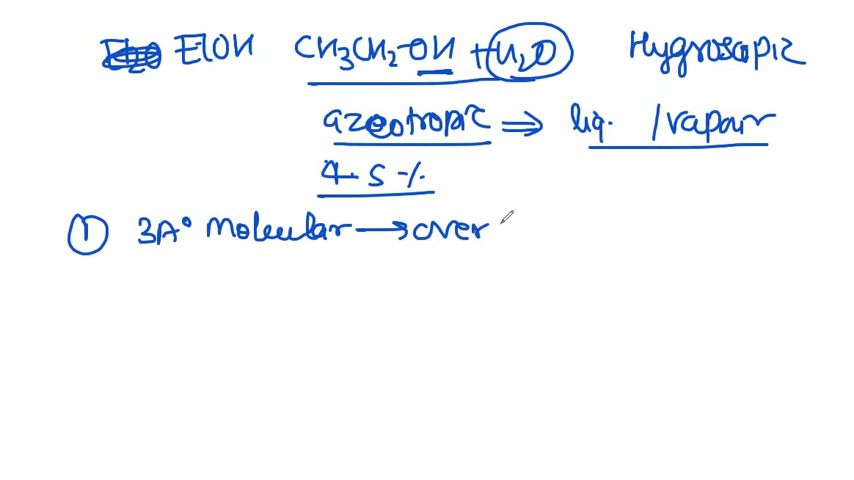 EtOH CH3CH2-OH + H2O Hygroscopic
azeotropic ⇒ liq. /vapour
4-5 %
① 3A° Molecular → over